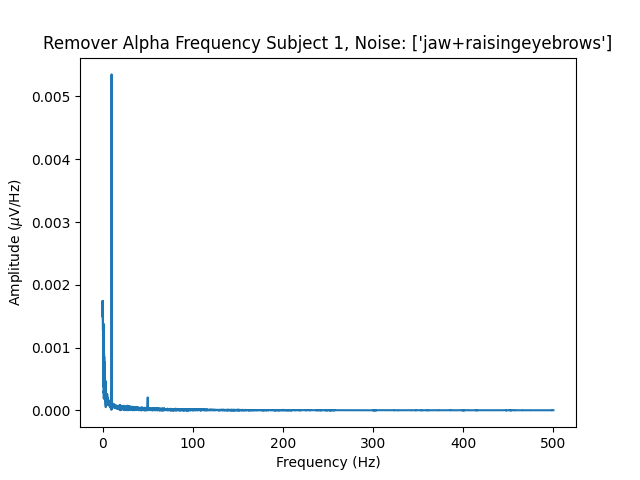 Remover Alpha Frequency Subject 1, Noise: ['jaw+raisingeyebrows']
Amplitude (μV/Hz)
0.005
0.004
0.003
0.002
0.001
0.000
0 100 200 300 400 500
Frequency (Hz)